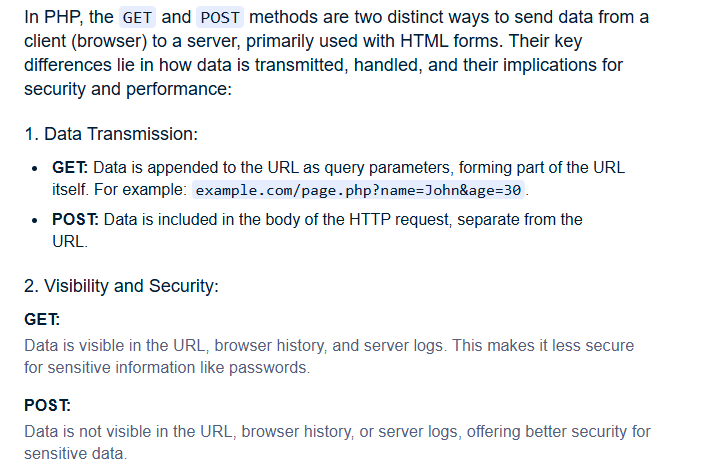 In PHP, the GET and POST methods are two distinct ways to send data from a
client (browser) to a server, primarily used with HTML forms. Their key
differences lie in how data is transmitted, handled, and their implications for
security and performance:
1. Data Transmission:
• GET: Data is appended to the URL as query parameters, forming part of the URL
itself. For example: example.com/page.php?name=John&age=30.
• POST: Data is included in the body of the HTTP request, separate from the
URL.
2. Visibility and Security:
GET:
Data is visible in the URL, browser history, and server logs. This makes it less secure
for sensitive information like passwords.
POST:
Data is not visible in the URL, browser history, or server logs, offering better security for
sensitive data.